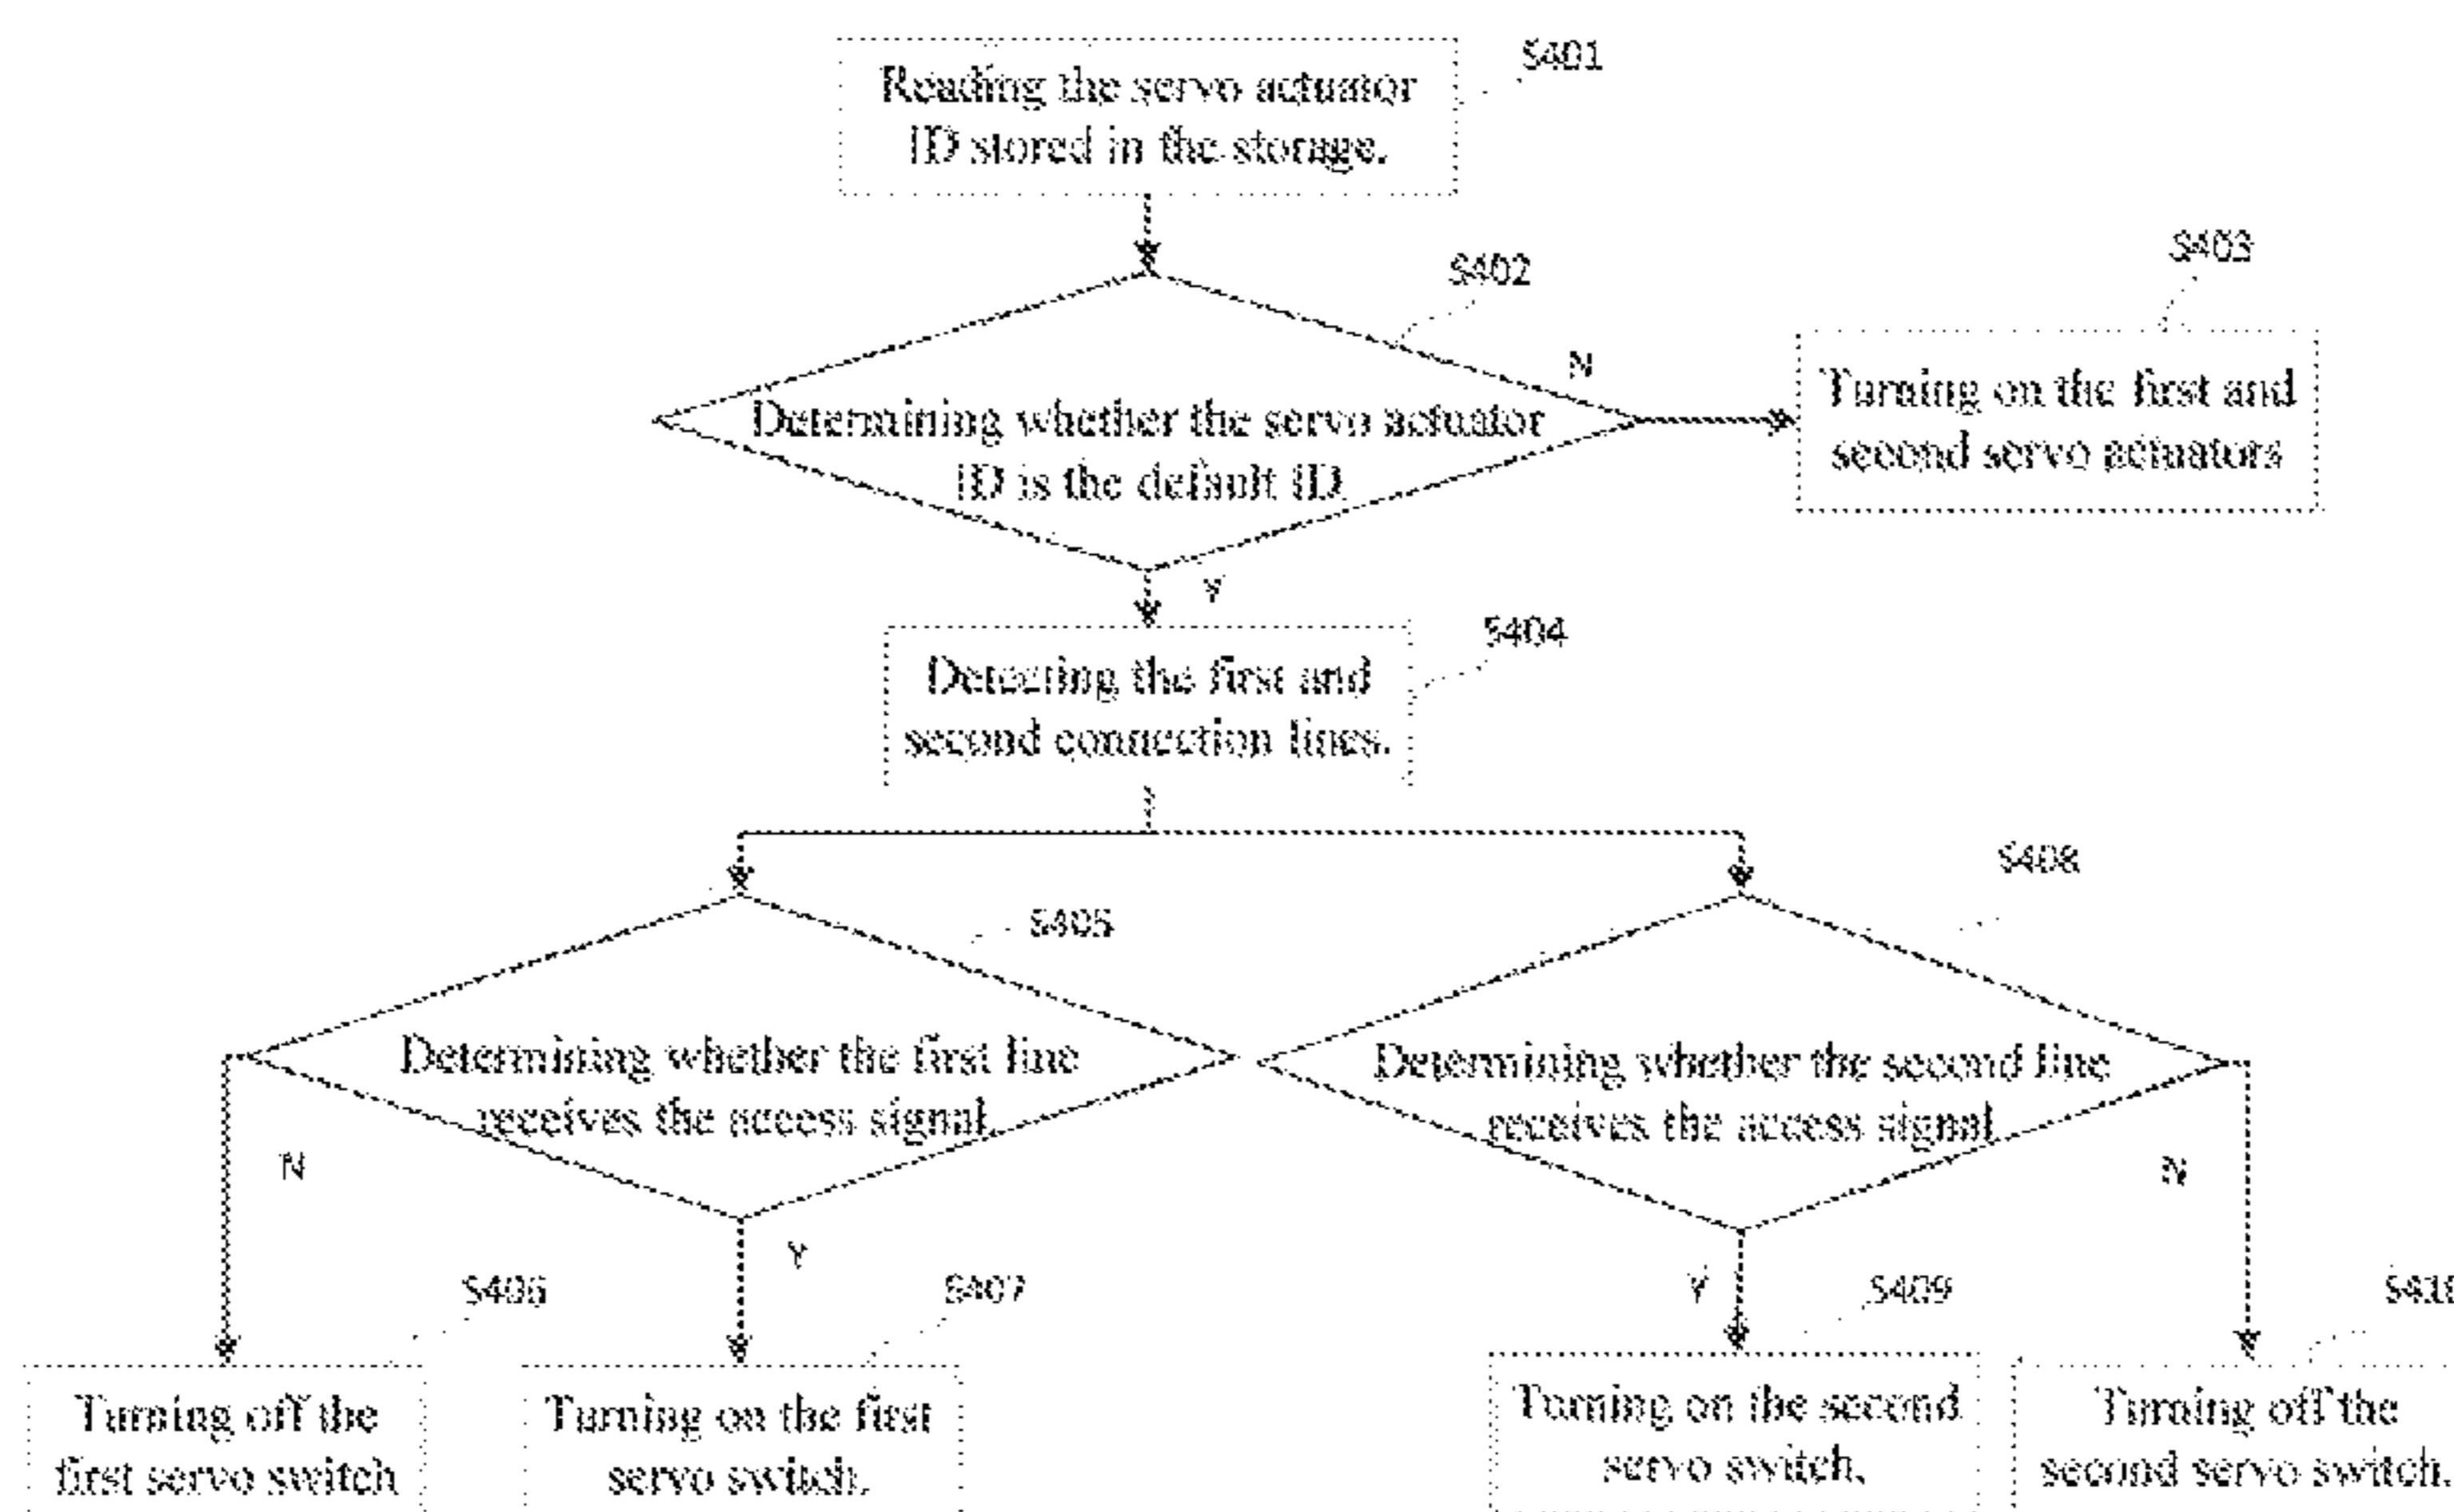 S401
Reading the servo actuator
ID stored in the storage.
S402
S403
N
Determining whether the servo actuator
ID is the default ID
Turning on the first and
second servo actuators
Y
S404
Detecting the first and
second connection lines.
S405
S408
Determining whether the first line
receives the access signal.
Determining whether the second line
receives the access signal
N
N
Y
Y
S406
S407
S409
Turning off the
first servo switch
Turning on the first
servo switch.
Turning on the second
servo switch.
Turning off the
second servo switch.